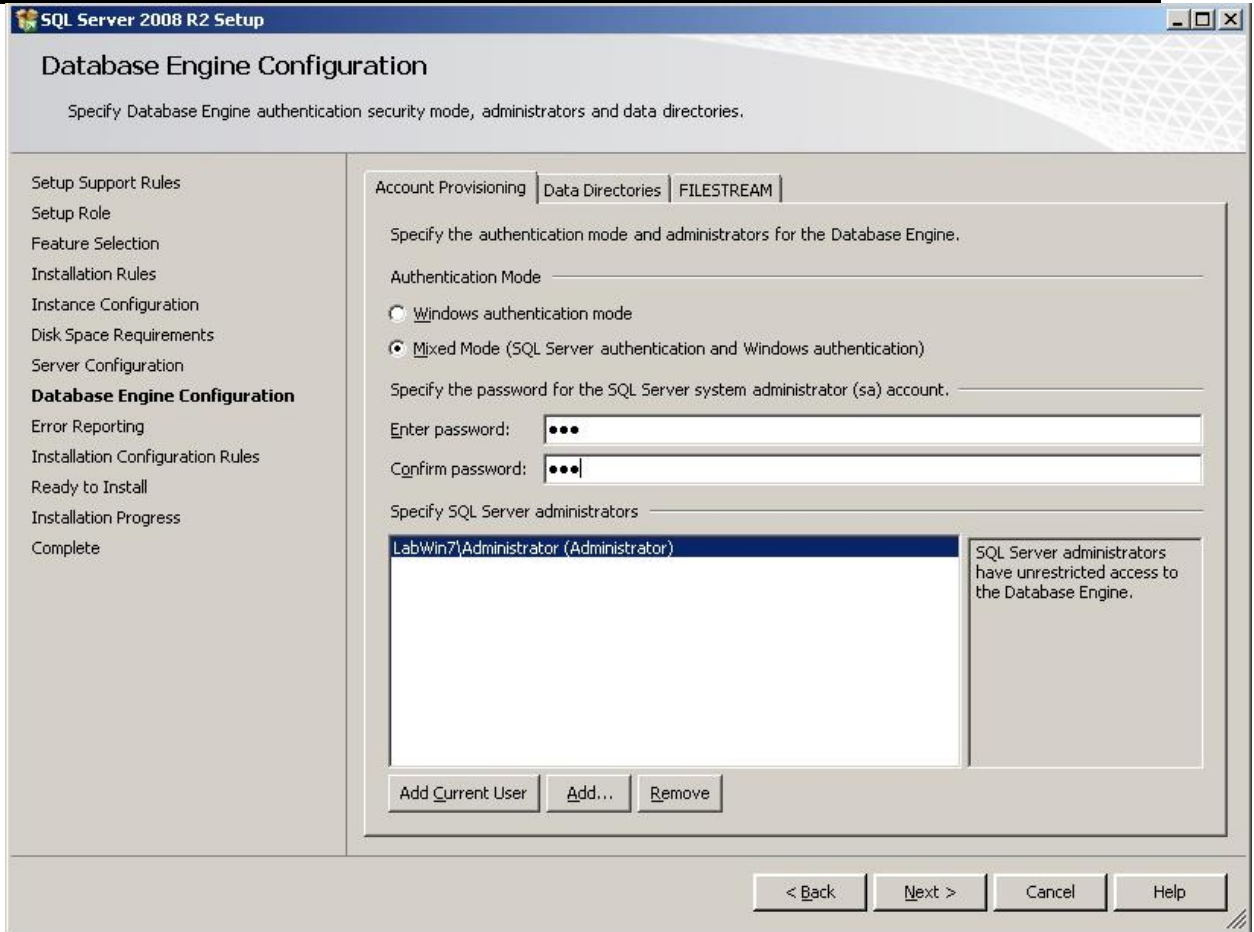 SQL Server 2008 R2 Setup
Database Engine Configuration
Specify Database Engine authentication security mode, administrators and data directories.
Setup Support Rules
Setup Role
Feature Selection
Installation Rules
Instance Configuration
Disk Space Requirements
Server Configuration
Database Engine Configuration
Error Reporting
Installation Configuration Rules
Ready to Install
Installation Progress
Complete
Account Provisioning Data Directories FILESTREAM
Specify the authentication mode and administrators for the Database Engine.
Authentication Mode
Windows authentication mode
Mixed Mode (SQL Server authentication and Windows authentication)
Specify the password for the SQL Server system administrator (sa) account.
Enter password: ●●●
Confirm password: ●●●
Specify SQL Server administrators
LabWin7\Administrator (Administrator)
SQL Server administrators
have unrestricted access to
the Database Engine.
Add Current User Add... Remove
< Back Next > Cancel Help